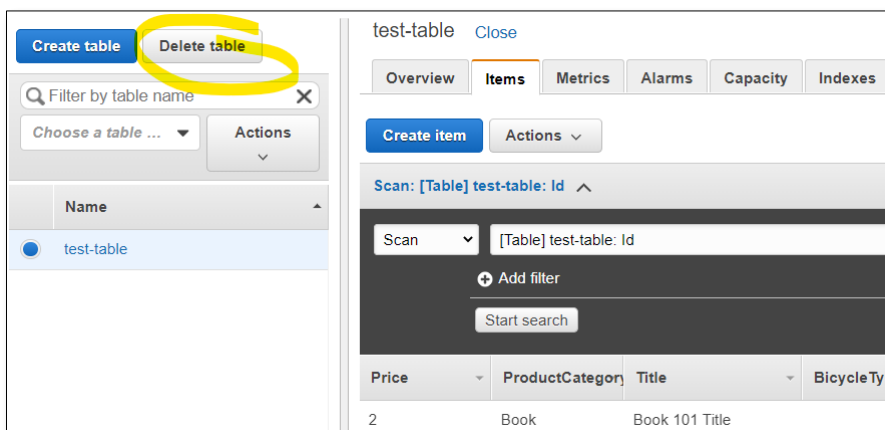 Create table
Delete table
Filter by table name
Choose a table ...
Actions
Name
test-table
test-table Close
Overview
Items
Metrics
Alarms
Capacity
Indexes
Create item
Actions
Scan: [Table] test-table: Id
Scan
[Table] test-table: Id
Add filter
Start search
Price
ProductCategory
Title
BicycleTy
2
Book
Book 101 Title